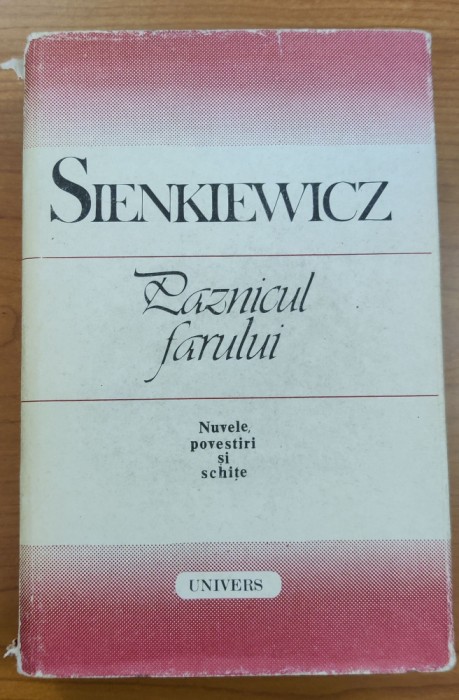 SIENKIEWICZ
Paznicul
farului
Nuvele,
povestiri
și
schițe
UNIVERS